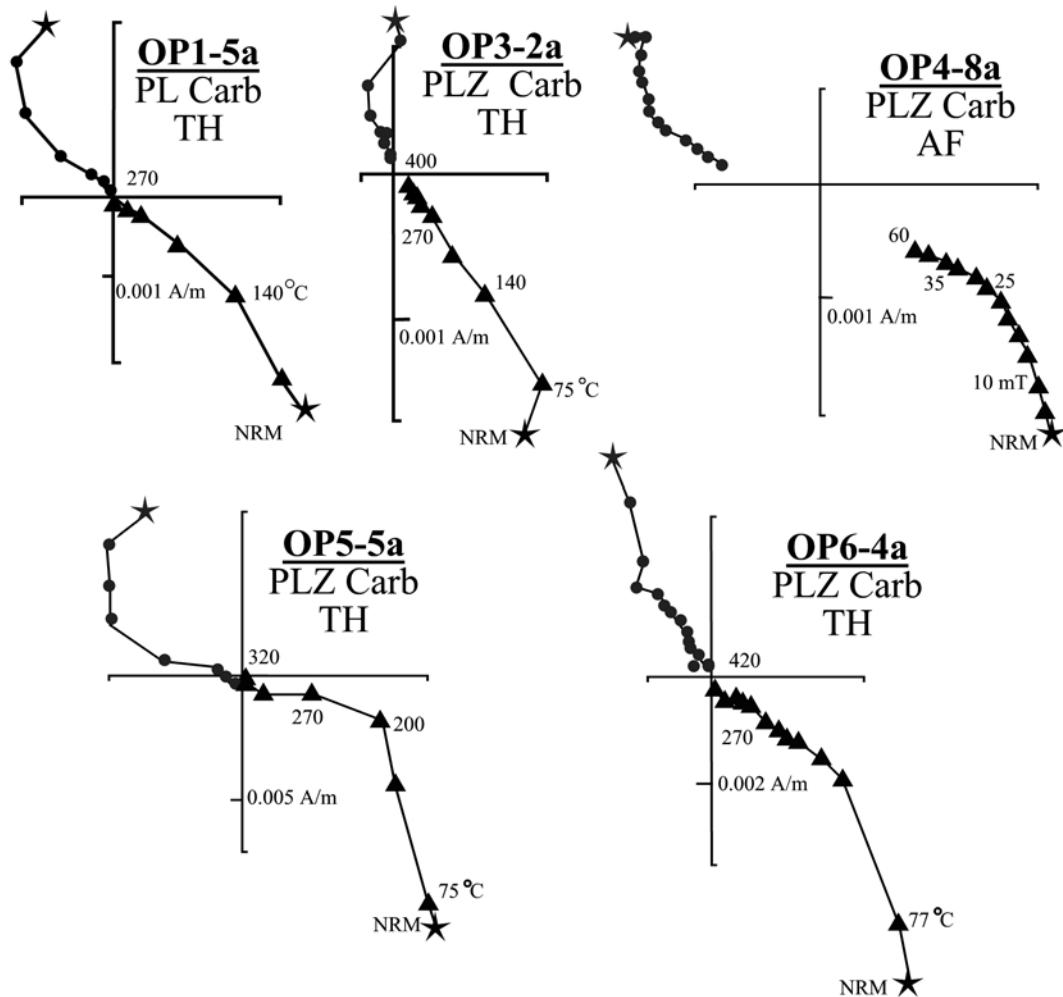 OP1-5a
PL Carb
TH
270
0.001 A/m
140°C
NRM
OP3-2a
PLZ Carb
TH
400
270
140
0.001 A/m
75 °C
NRM
OP4-8a
PLZ Carb
AF
60
35
25
0.001 A/m
10 mT
NRM
OP5-5a
PLZ Carb
TH
320
270
200
0.005 A/m
75 °C
NRM
OP6-4a
PLZ Carb
TH
420
270
0.002 A/m
77 °C
NRM